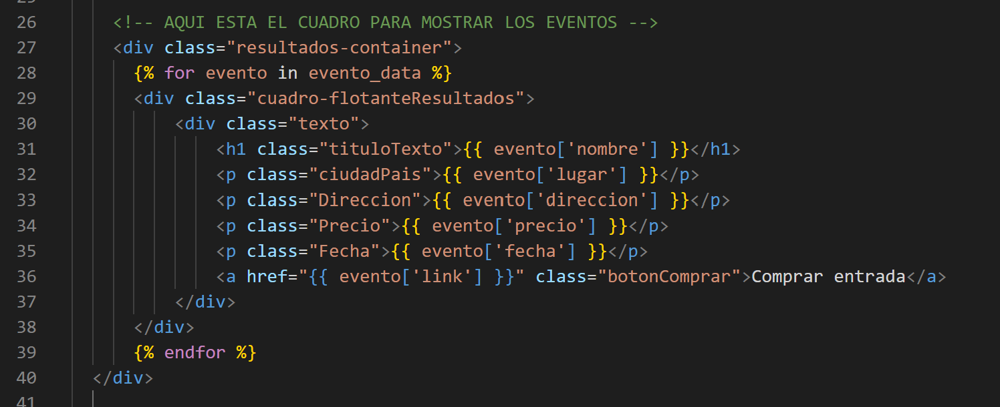 26 <!-- AQUI ESTA EL CUADRO PARA MOSTRAR LOS EVENTOS -->
27 <div class="resultados-container">
28 {% for evento in evento_data %}
29 <div class="cuadro-flotanteResultados">
30 <div class="texto">
31 <h1 class="tituloTexto">{{ evento['nombre'] }}</h1>
32 <p class="ciudadPais">{{ evento['lugar'] }}</p>
33 <p class="Direccion">{{ evento['direccion'] }}</p>
34 <p class="Precio">{{ evento['precio'] }}</p>
35 <p class="Fecha">{{ evento['fecha'] }}</p>
36 <a href="{{ evento['link'] }}" class="botonComprar">Comprar entrada</a>
37 </div>
38 </div>
39 {% endfor %}
40 </div>
41